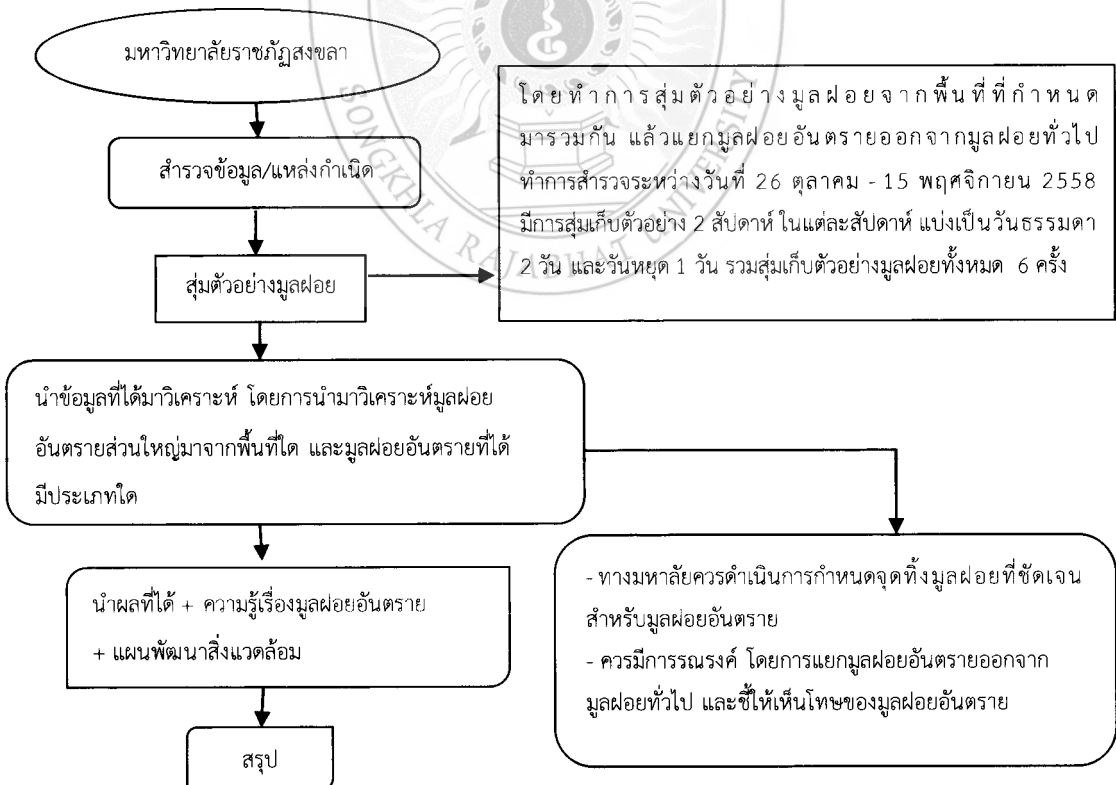 มหาวิทยาลัยราชภัฏสงขลา
สำรวจข้อมูล/แหล่งกำเนิด
สุ่มตัวอย่างมูลฝอย
โดยทำการสุ่มตัวอย่างมูลฝอยจากพื้นที่ที่กำหนด
มารวมกัน แล้วแยกมูลฝอยอันตรายออกจากมูลฝอยทั่วไป
ทำการสำรวจระหว่างวันที่ 26 ตุลาคม - 15 พฤศจิกายน 2558
มีการสุ่มเก็บตัวอย่าง 2 สัปดาห์ ในแต่ละสัปดาห์ แบ่งเป็นวันธรรมดา
2 วัน และวันหยุด 1 วัน รวมสุ่มเก็บตัวอย่างมูลฝอยทั้งหมด 6 ครั้ง
SONGKHLA RAJABHAT UNIVERSITY
นำข้อมูลที่ได้มาวิเคราะห์ โดยการนำมาวิเคราะห์มูลฝอย
อันตรายส่วนใหญ่มาจากพื้นที่ใด และมูลฝอยอันตรายที่ได้
มีประเภทใด
นำผลที่ได้ + ความรู้เรื่องมูลฝอยอันตราย
+ แผนพัฒนาสิ่งแวดล้อม
สรุป
- ทางมหาลัยควรดำเนินการกำหนดจุดทิ้งมูลฝอยที่ชัดเจน
สำหรับมูลฝอยอันตราย
- ควรมีการรณรงค์ โดยการแยกมูลฝอยอันตรายออกจาก
มูลฝอยทั่วไป และชี้ให้เห็นโทษของมูลฝอยอันตราย